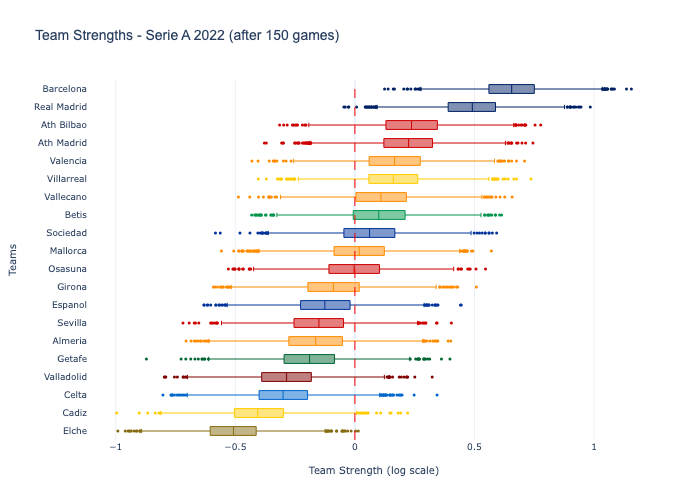 Team Strengths - Serie A 2022 (after 150 games)
Barcelona
Real Madrid
Ath Bilbao
Ath Madrid
Valencia
Villarreal
Vallecano
Betis
Sociedad
Mallorca
Osasuna
Girona
Espanol
Sevilla
Almeria
Getafe
Valladolid
Celta
Cadiz
Elche
Teams
−1 −0.5 0 0.5 1
Team Strength (log scale)